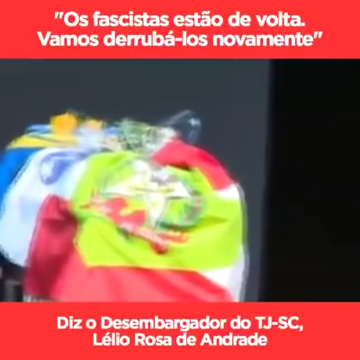 "Os fascistas estão de volta.
Vamos derrubá-los novamente"
Diz o Desembargador do TJ-SC,
Lélio Rosa de Andrade